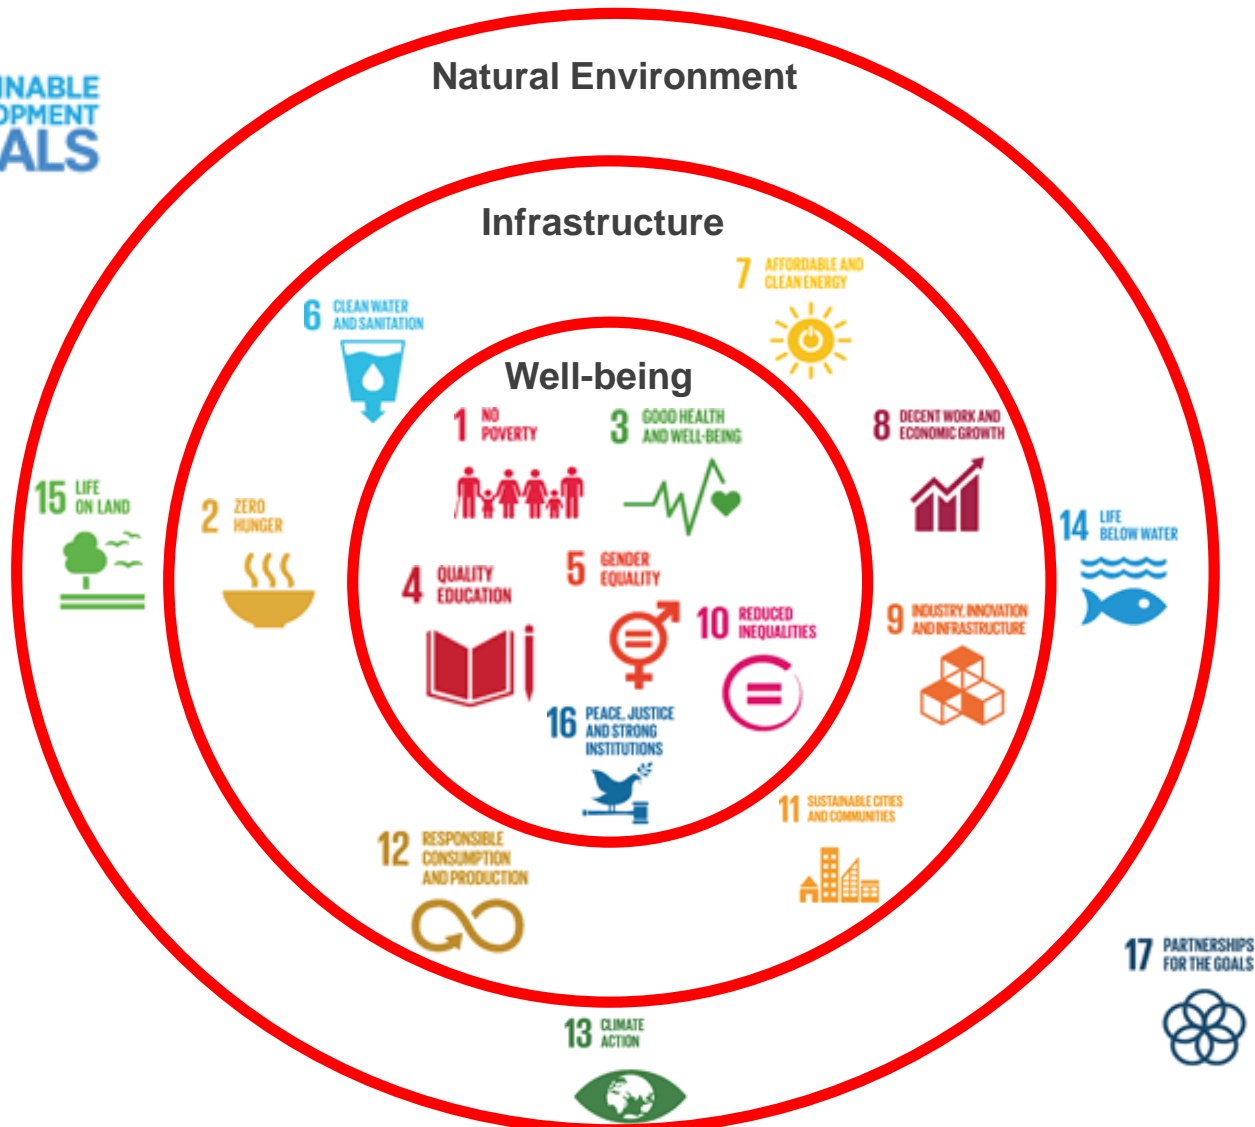 INABLE
OPMENT
ALS
Natural Environment
Infrastructure
7 AFFORDABLE AND
CLEAN ENERGY
6 CLEAN WATER
AND SANITATION
Well-being
1 NO
POVERTY
3 GOOD HEALTH
AND WELL-BEING
8 DECENT WORK AND
ECONOMIC GROWTH
15 LIFE
ON LAND
2 ZERO
HUNGER
14 LIFE
BELOW WATER
4 QUALITY
EDUCATION
5 GENDER
EQUALITY
10 REDUCED
INEQUALITIES
9 INDUSTRY, INNOVATION
AND INFRASTRUCTURE
16 PEACE, JUSTICE
AND STRONG
INSTITUTIONS
11 SUSTAINABLE CITIES
AND COMMUNITIES
12 RESPONSIBLE
CONSUMPTION
AND PRODUCTION
17 PARTNERSHIPS
FOR THE GOALS
13 CLIMATE
ACTION